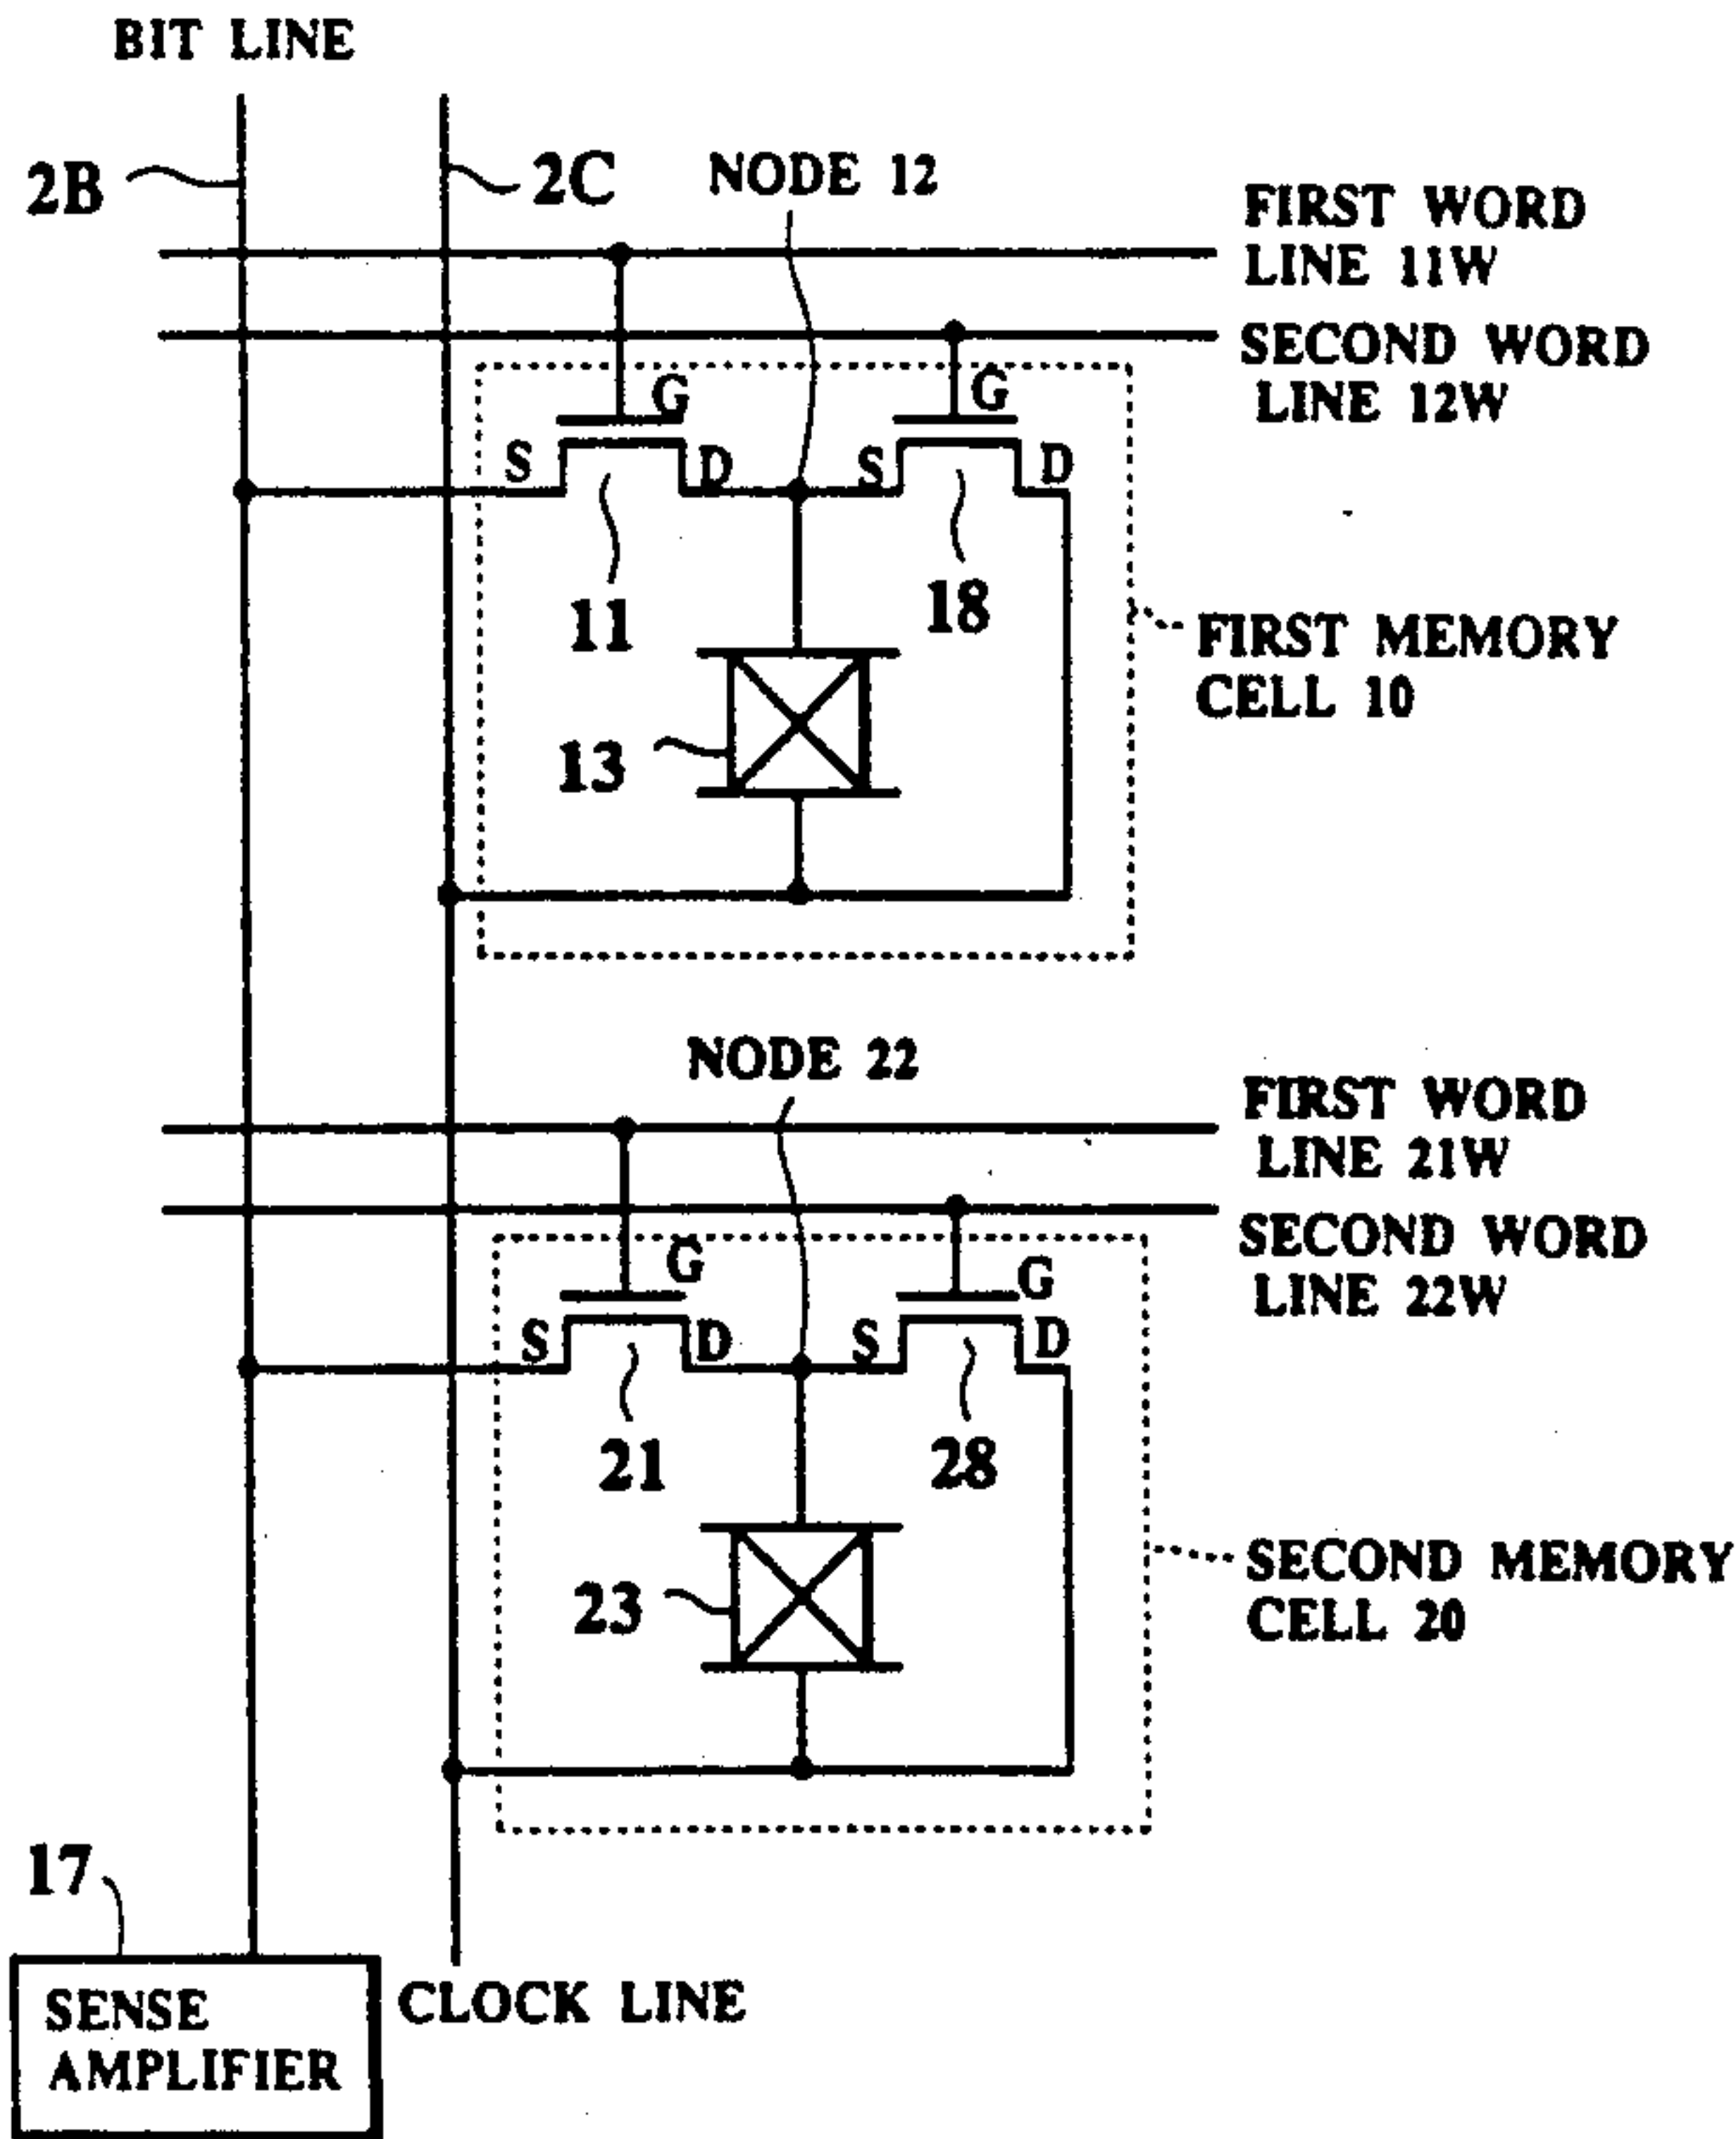 BIT LINE
2B
2C
NODE 12
FIRST WORD
LINE 11W
SECOND WORD
LINE 12W
G
G
S
D
S
D
11
18
FIRST MEMORY
CELL 10
13
NODE 22
FIRST WORD
LINE 21W
SECOND WORD
LINE 22W
G
G
S
D
S
D
21
28
SECOND MEMORY
CELL 20
23
17
SENSE
AMPLIFIER
CLOCK LINE